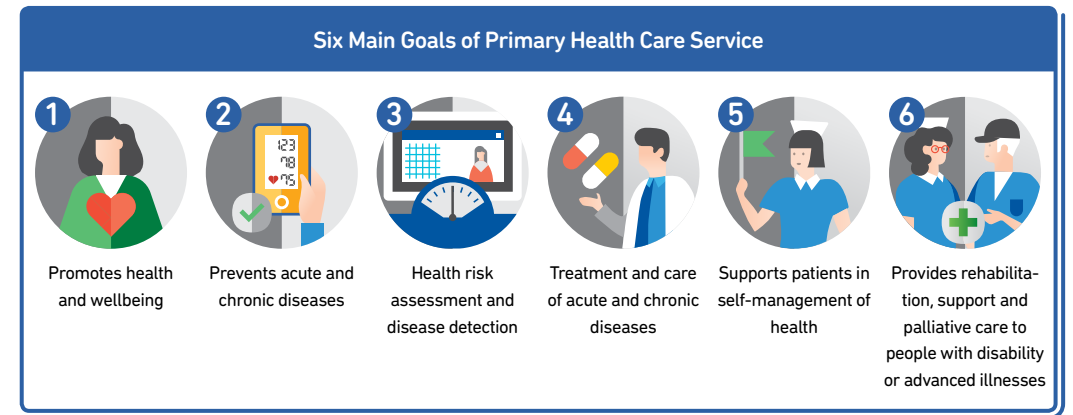 Six Main Goals of Primary Health Care Service
1
Promotes health
and wellbeing
2
123
78
75
Prevents acute and
chronic diseases
3
Health risk
assessment and
disease detection
4
Treatment and care
of acute and chronic
diseases
5
Supports patients in
self-management of
health
6
Provides rehabilita-
tion, support and
palliative care to
people with disability
or advanced illnesses